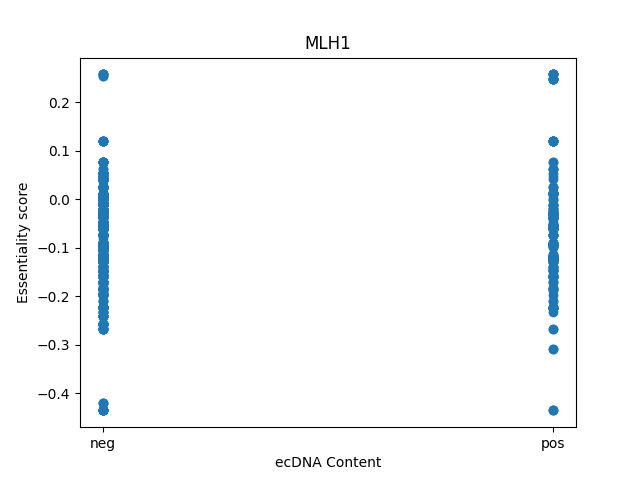 MLH1
Essentiality score
0.2
0.1
0.0
−0.1
−0.2
−0.3
−0.4
neg
pos
ecDNA Content